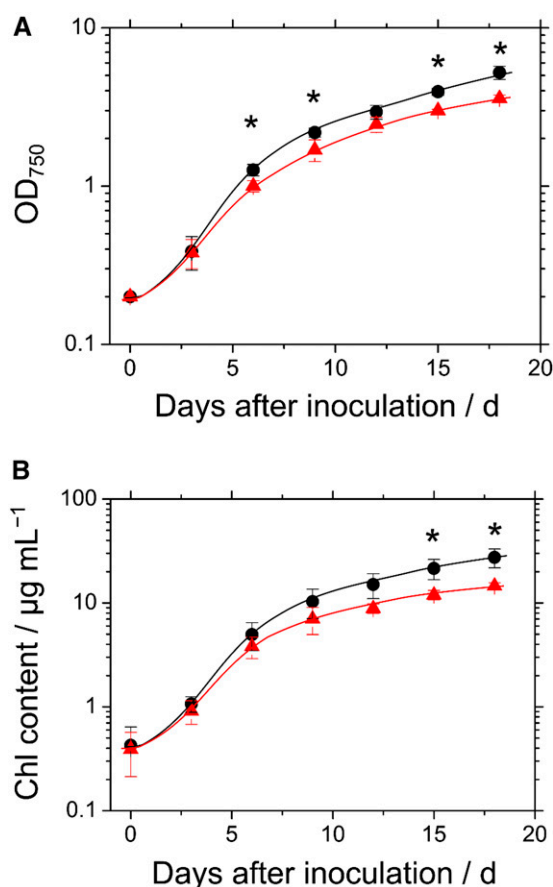 A
OD₇₅₀
10
1
0.1
* * * *
0 5 10 15 20
Days after inoculation / d
B
Chl content / µg mL⁻¹
100
10
1
0.1
* *
0 5 10 15 20
Days after inoculation / d